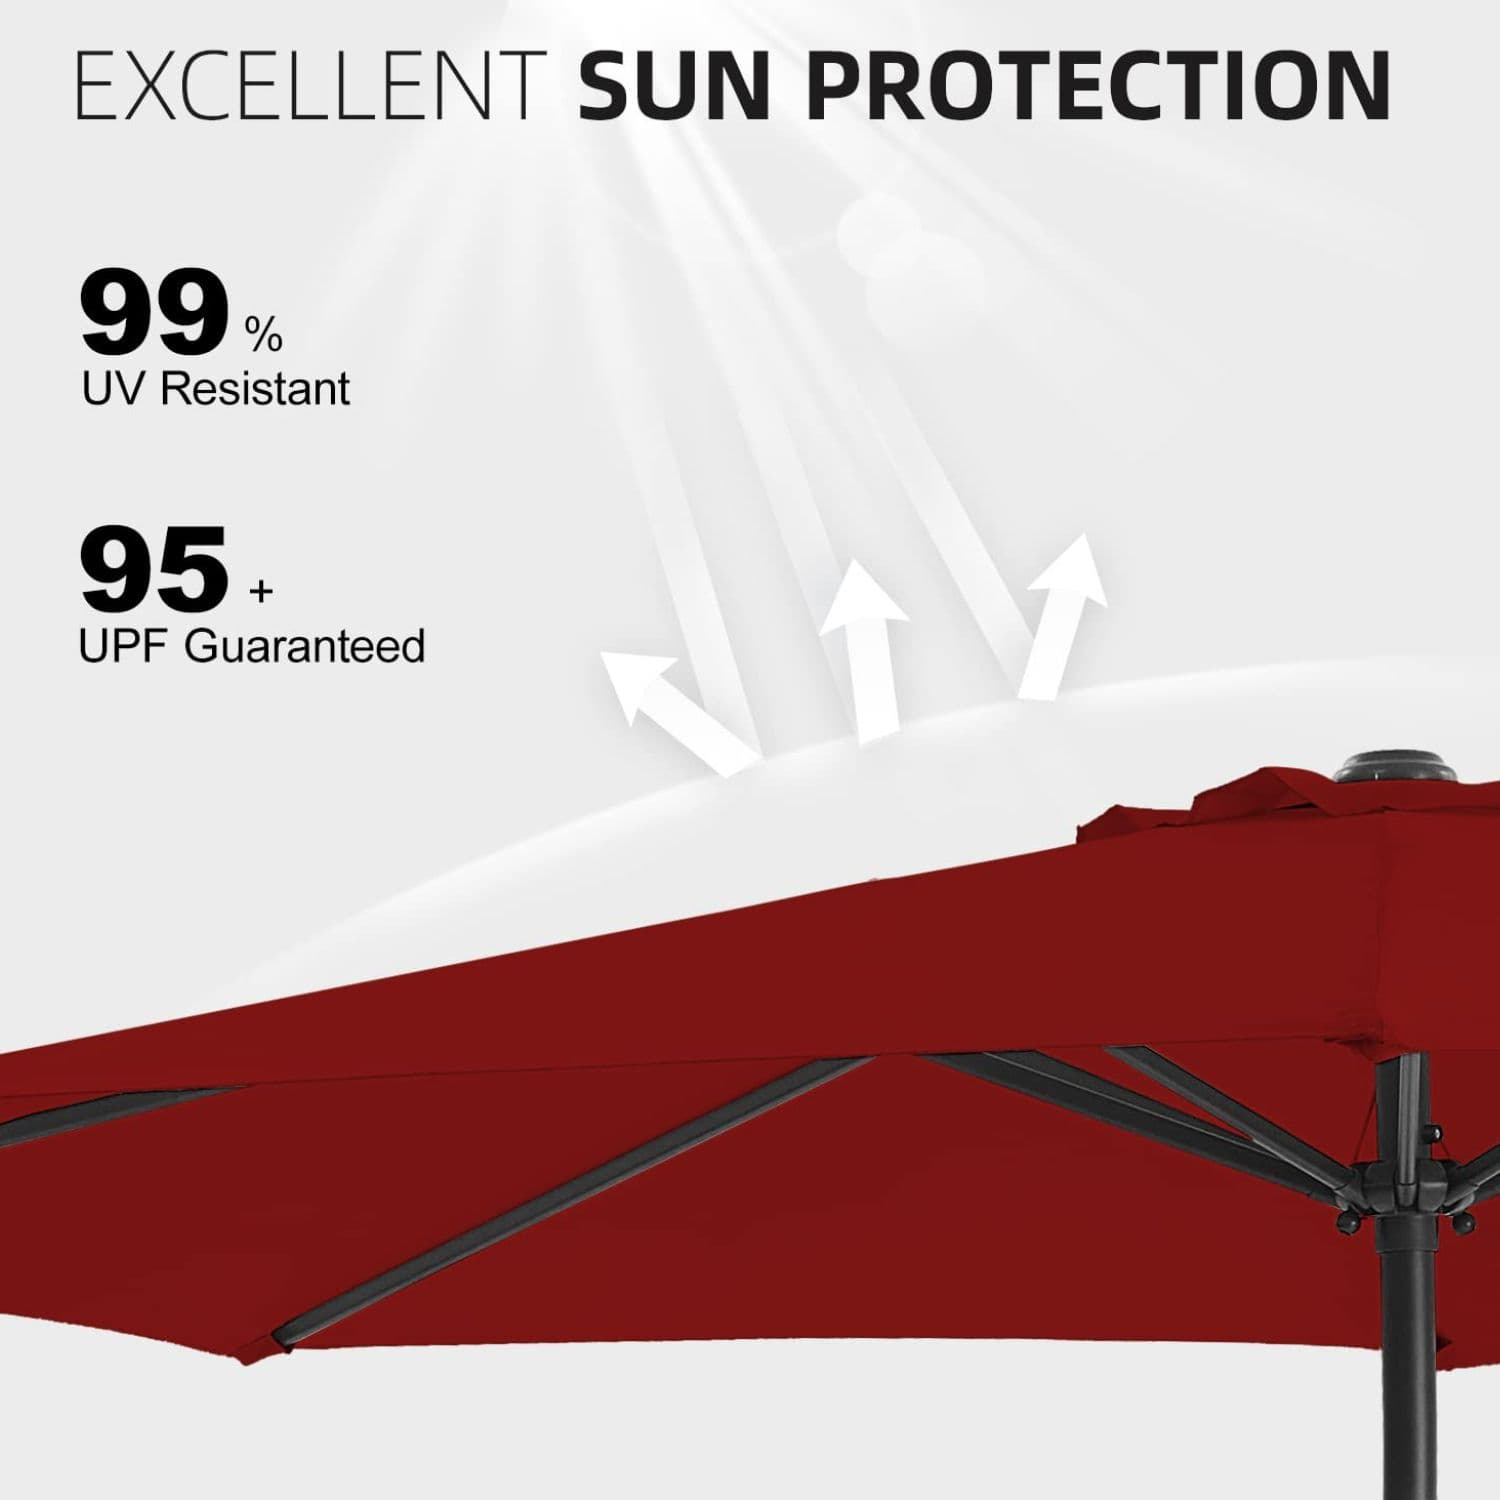 EXCELLENT SUN PROTECTION
99 %
UV Resistant
95 +
UPF Guaranteed